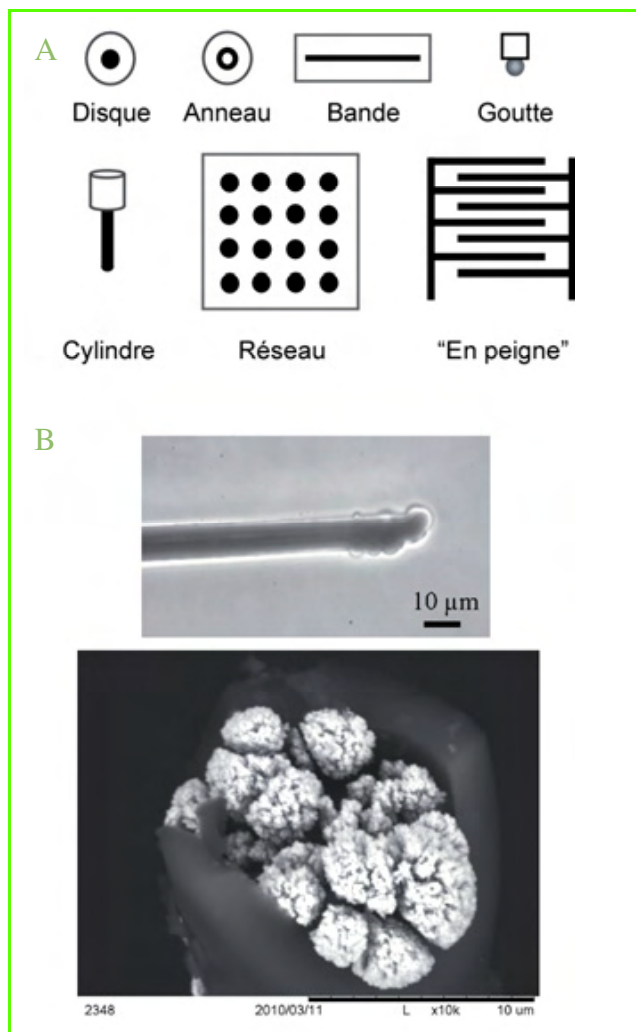 A
Disque Anneau Bande Goutte
Cylindre Réseau "En peigne"
B
10 µm
2348 2010/03/11 L x10k 10 um